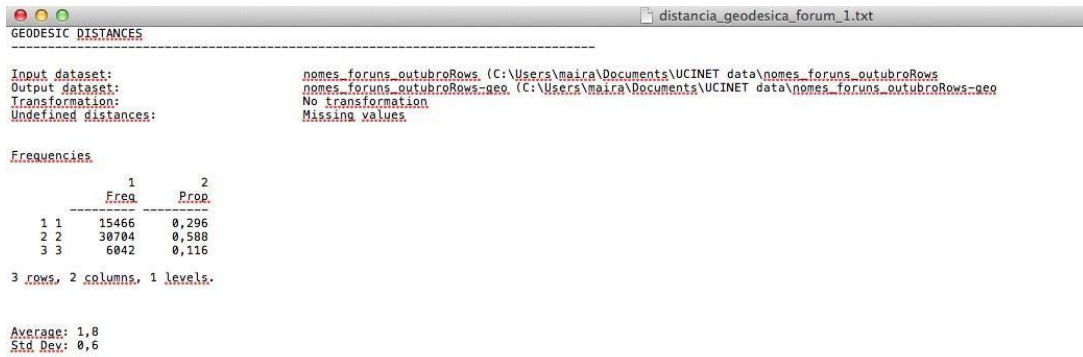 distancia_geodesica_forum_1.txt
GEODESIC DISTANCES
--------------------------------------------------------------------------------
Input dataset: nomes_foruns_outubroRows (C:\Users\maira\Documents\UCINET data\nomes_foruns_outubroRows
Output dataset: nomes_foruns_outubroRows-geo (C:\Users\maira\Documents\UCINET data\nomes_foruns_outubroRows-geo
Transformation: No transformation
Undefined distances: Missing values
Frequencies
1 2
Freq Prop
--------- ---------
1 1 15466 0,296
2 2 30704 0,588
3 3 6042 0,116
3 rows, 2 columns, 1 levels.
Average: 1,8
Std Dev: 0,6